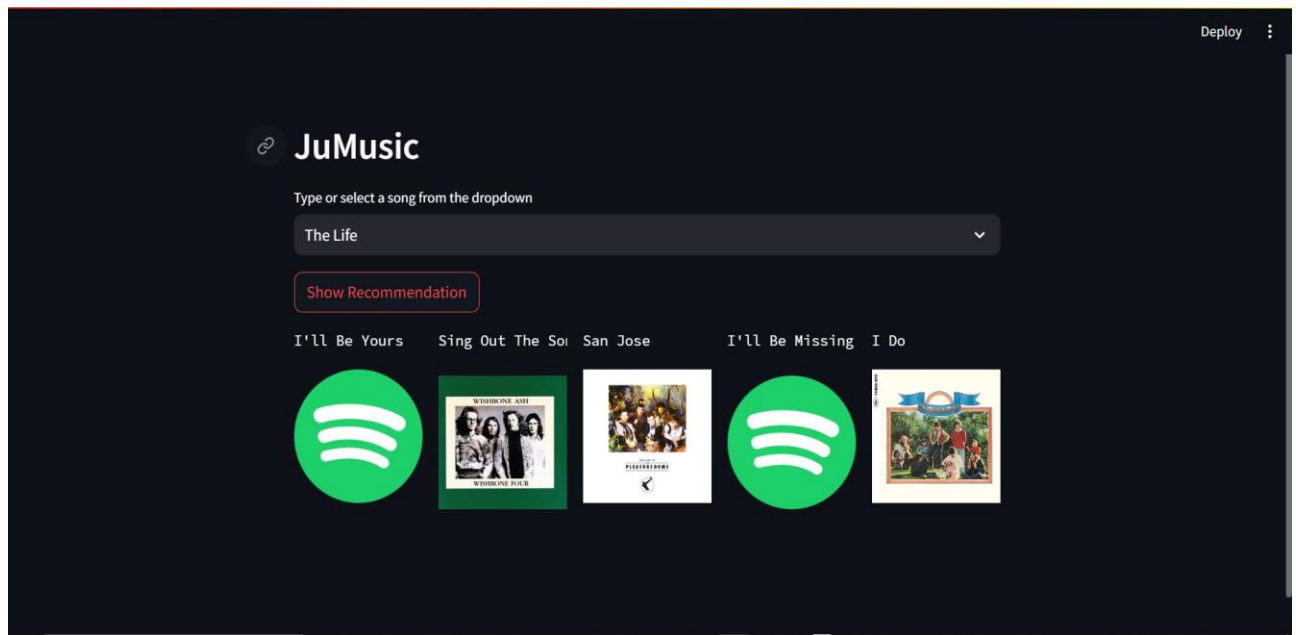 Deploy
JuMusic
Type or select a song from the dropdown
The Life
Show Recommendation
I'll Be Yours
Sing Out The So
San Jose
I'll Be Missing
I Do
WISHBONE ASH
WISHBONE FOUR
PLEASUREDOME